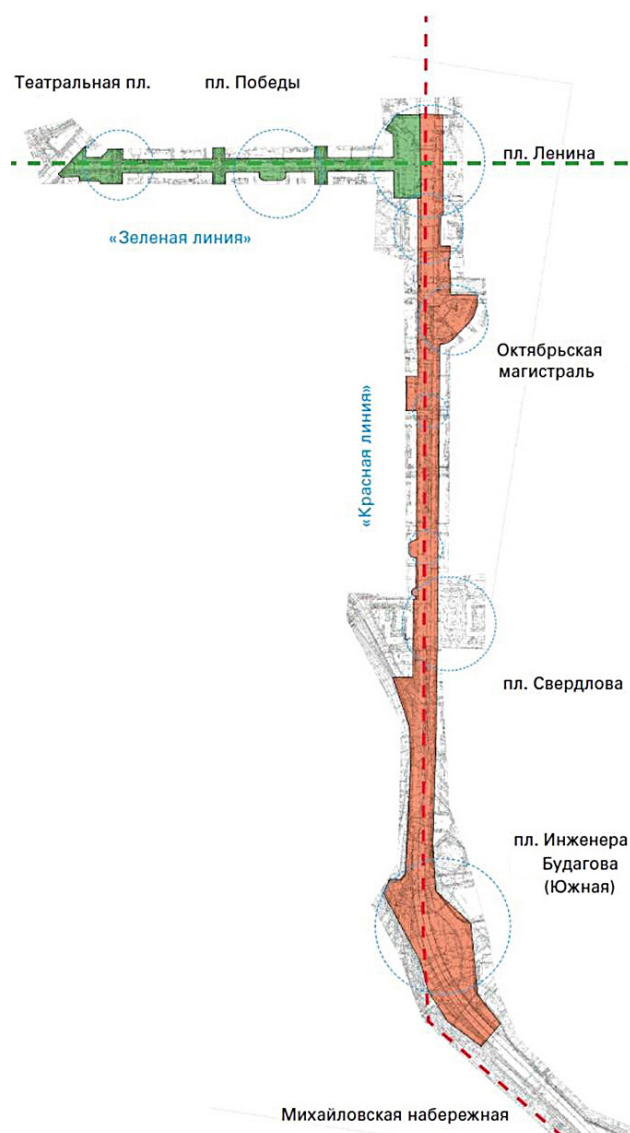 Театральная пл.
пл. Победы
пл. Ленина
«Зеленая линия»
Октябрьская
магистраль
«Красная линия»
пл. Свердлова
пл. Инженера
Будагова
(Южная)
Михайловская набережная